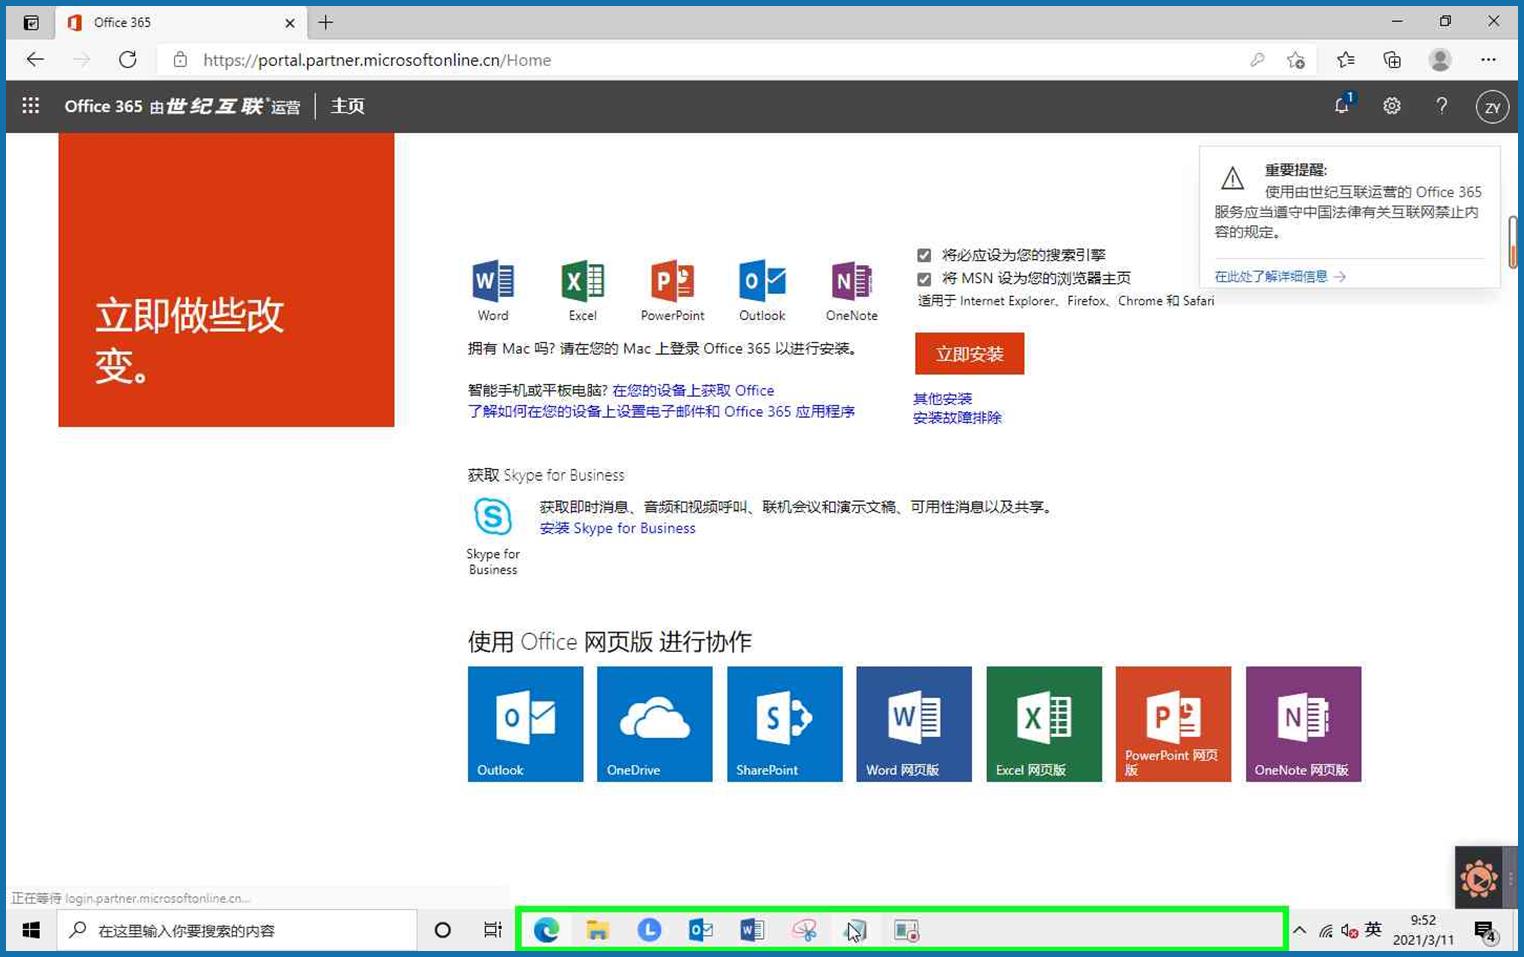 Office 365
https://portal.partner.microsoftonline.cn/Home
Office 365 由世纪互联运营 主页
1
ZY
重要提醒:
使用由世纪互联运营的 Office 365
服务应当遵守中国法律有关互联网禁止内
容的规定。
在此处了解详细信息 →
立即做些改
变。
Word
Excel
PowerPoint
Outlook
OneNote
将必应设为您的搜索引擎
将 MSN 设为您的浏览器主页
适用于 Internet Explorer、Firefox、Chrome 和 Safari
拥有 Mac 吗? 请在您的 Mac 上登录 Office 365 以进行安装。
立即安装
智能手机或平板电脑? 在您的设备上获取 Office
了解如何在您的设备上设置电子邮件和 Office 365 应用程序
其他安装
安装故障排除
获取 Skype for Business
获取即时消息、音频和视频呼叫、联机会议和演示文稿、可用性消息以及共享。
安装 Skype for Business
Skype for
Business
使用 Office 网页版 进行协作
Outlook
OneDrive
SharePoint
Word 网页版
Excel 网页版
PowerPoint 网页
版
OneNote 网页版
正在等待 login.partner.microsoftonline.cn...
在这里输入你要搜索的内容
英
9:52
2021/3/11
4